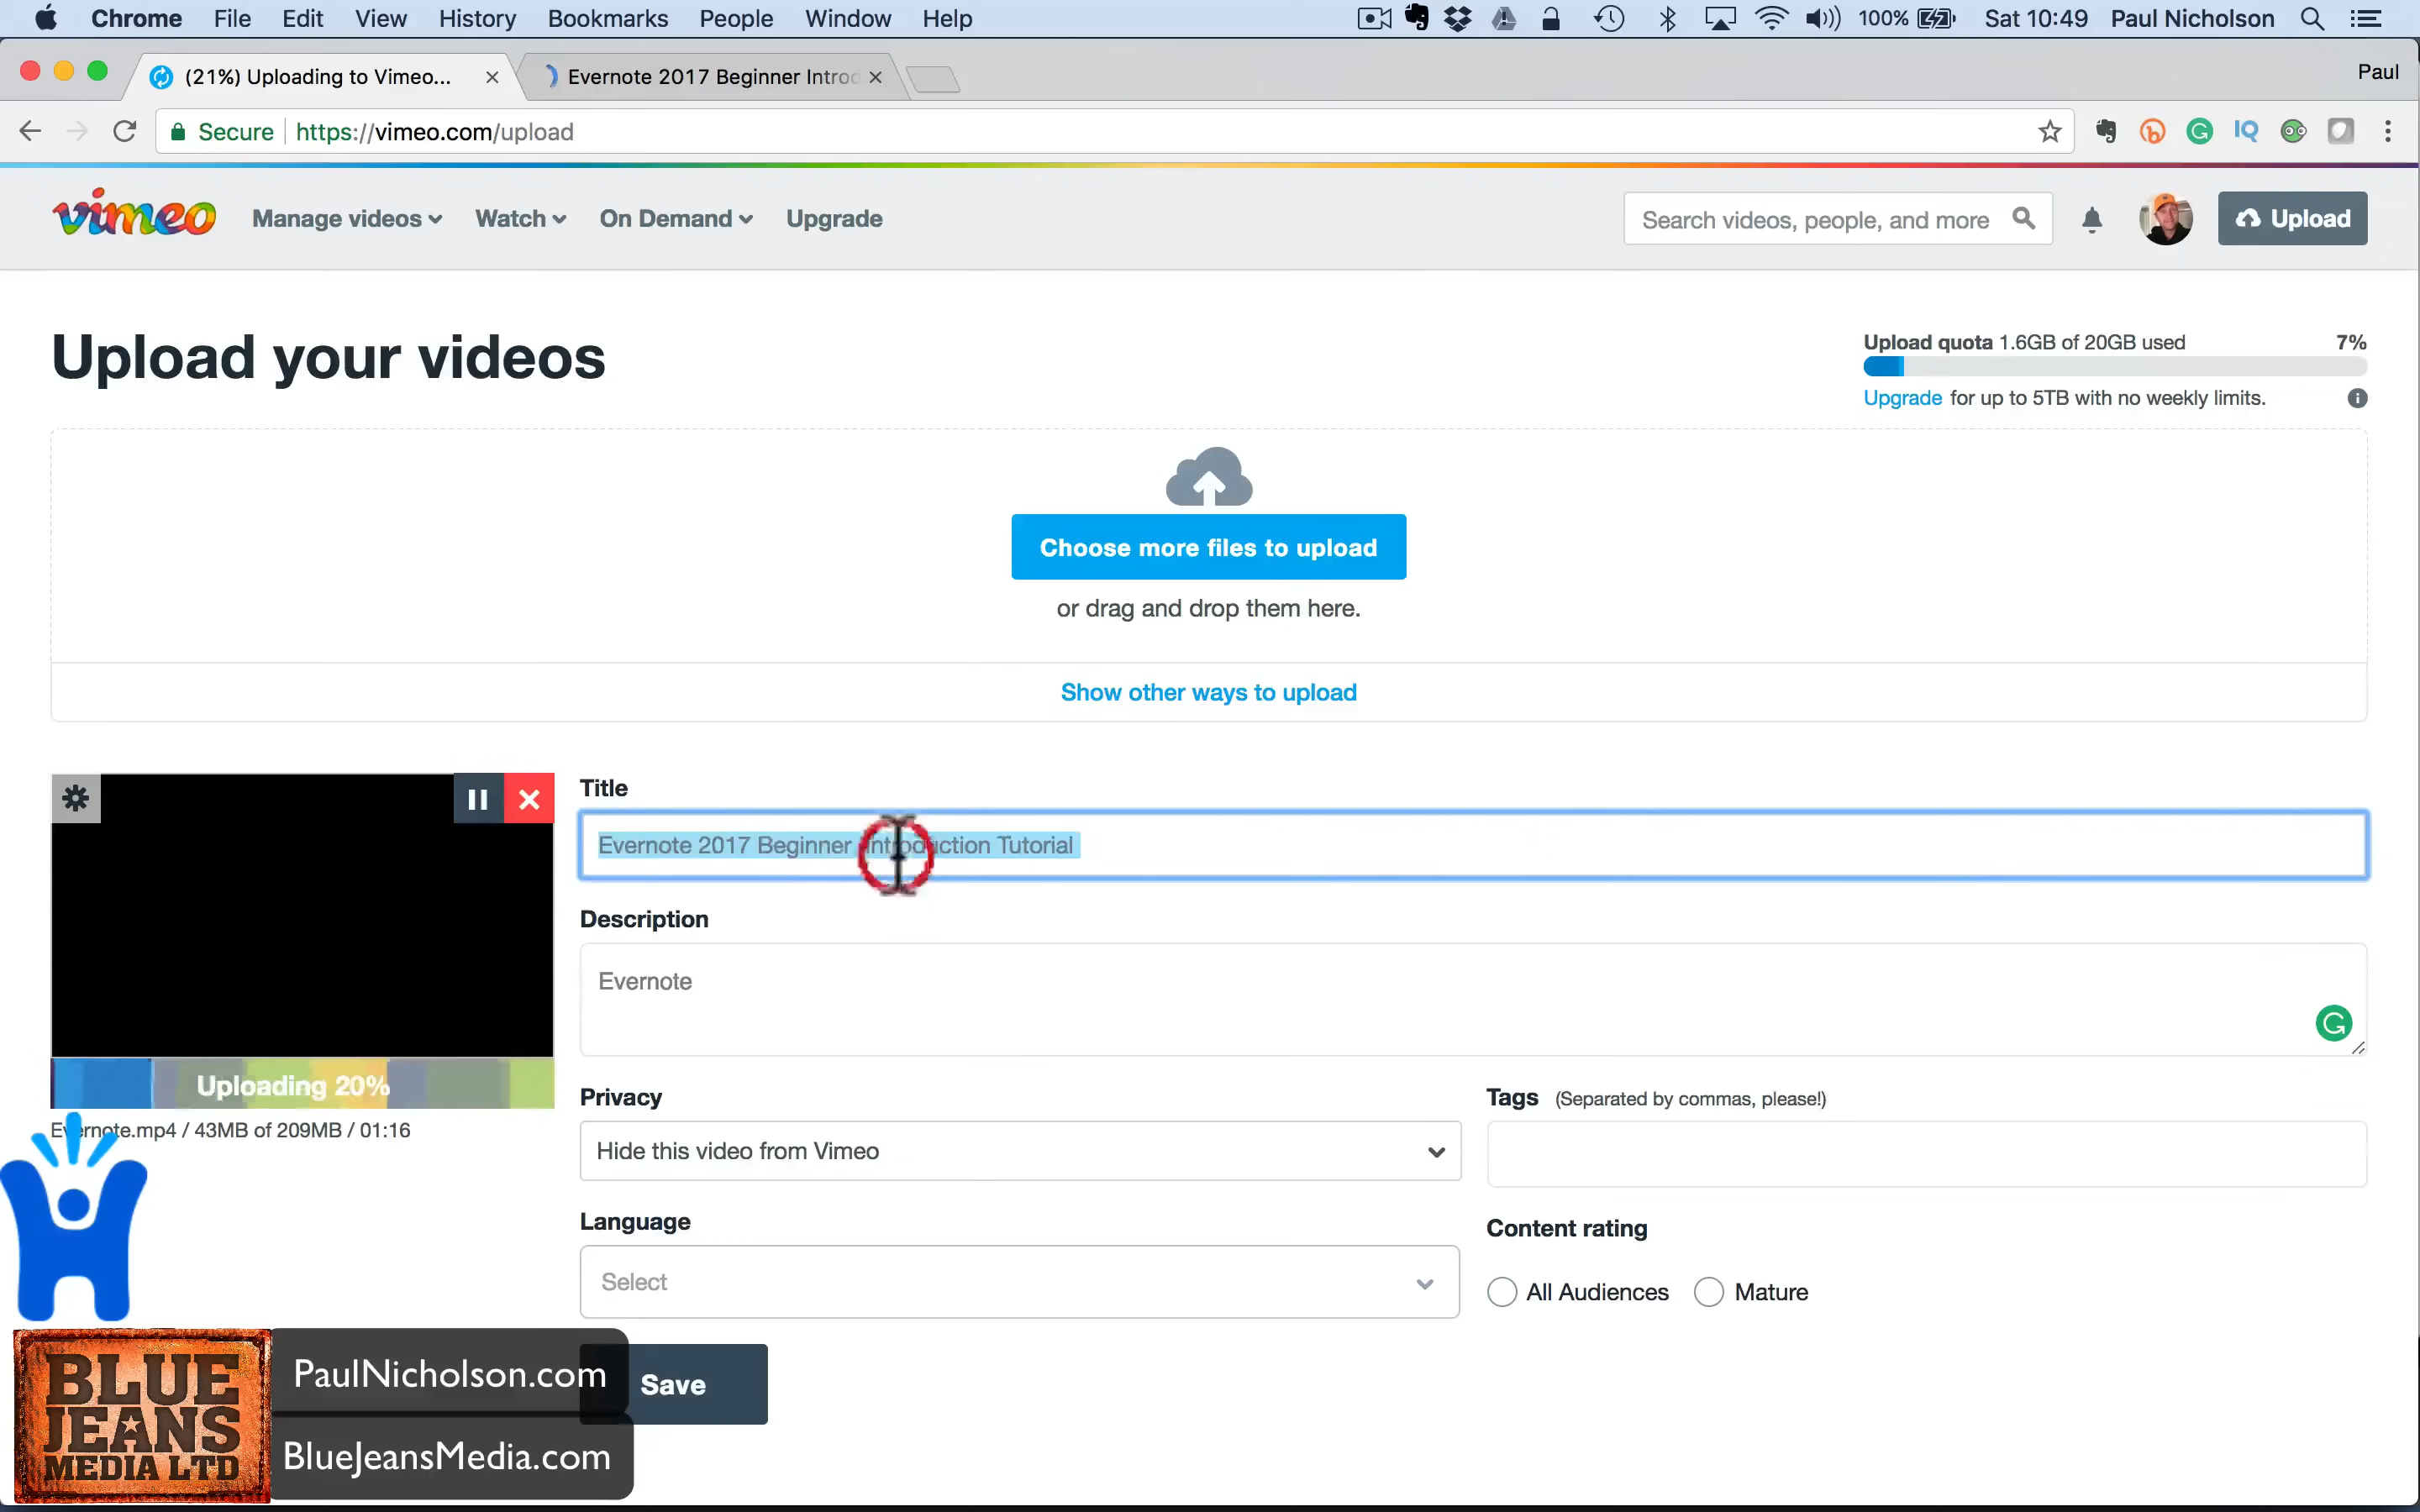 Chrome File Edit View History Bookmarks People Window Help 100% Sat 10:49 Paul Nicholson
(21%) Uploading to Vimeo... Evernote 2017 Beginner Intro Paul
Secure https://vimeo.com/upload
vimeo Manage videos Watch On Demand Upgrade Search videos, people, and more Upload
Upload your videos
Upload quota 1.6GB of 20GB used 7%
Upgrade for up to 5TB with no weekly limits.
Choose more files to upload
or drag and drop them here.
Show other ways to upload
Title
Evernote 2017 Beginner Introduction Tutorial
Description
Evernote
Uploading 20%
Evernote.mp4 / 43MB of 209MB / 01:16
Privacy
Hide this video from Vimeo
Tags (Separated by commas, please!)
Language
Select
Content rating
All Audiences Mature
Save
BLUE JEANS MEDIA LTD
PaulNicholson.com
BlueJeansMedia.com